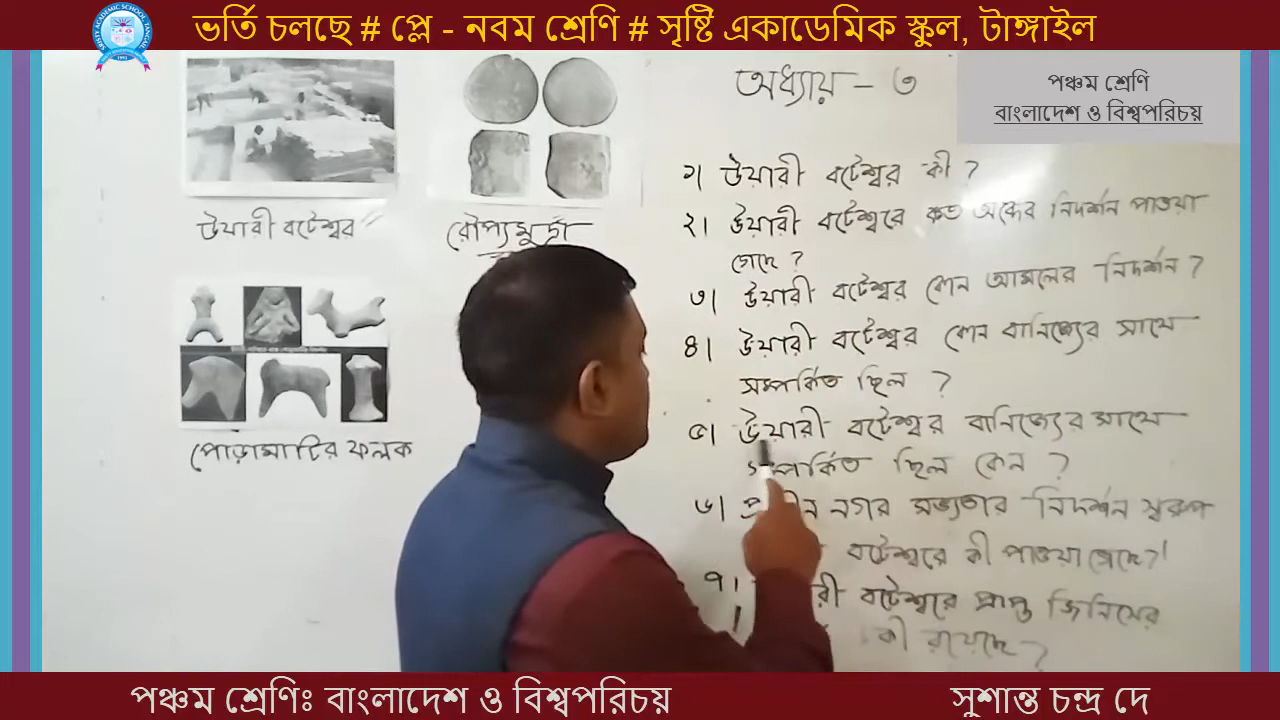 ভর্তি চলছে # প্লে - নবম শ্রেণি # সৃষ্টি একাডেমিক স্কুল, টাঙ্গাইল
পঞ্চম শ্রেণি
বাংলাদেশ ও বিশ্বপরিচয়
অধ্যায় - ৩
উয়ারী বটেশ্বর
রৌপ্যমুদ্রা
পোড়ামাটির ফলক
১। উয়ারী বটেশ্বর কী ?
২। উয়ারী বটেশ্বরে কত অব্দের নিদর্শন পাওয়া
গেছে ?
৩। উয়ারী বটেশ্বর কোন আমলের নিদর্শন ?
৪। উয়ারী বটেশ্বর কোন বানিজ্যের সাথে
সম্পর্কিত ছিল ?
৫। উয়ারী বটেশ্বর বানিজ্যের সাথে
সম্পর্কিত ছিল কেন ?
৬। প্রাচীন নগর সভ্যতার নিদর্শন স্বরূপ
বটেশ্বরে কী পাওয়া গেছে ?
৭। বটেশ্বরে প্রাপ্ত জিনিসের
কী রয়েছে ?
পঞ্চম শ্রেণিঃ বাংলাদেশ ও বিশ্বপরিচয়
সুশান্ত চন্দ্র দে